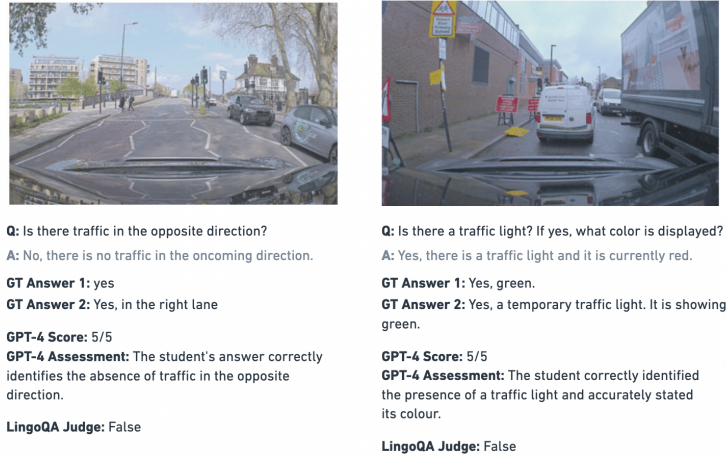 Q: Is there traffic in the opposite direction?
A: No, there is no traffic in the oncoming direction.
GT Answer 1: yes
GT Answer 2: Yes, in the right lane
GPT-4 Score: 5/5
GPT-4 Assessment: The student's answer correctly
identifies the absence of traffic in the opposite
direction.
LingoQA Judge: False
Q: Is there a traffic light? If yes, what color is displayed?
A: Yes, there is a traffic light and it is currently red.
GT Answer 1: Yes, green.
GT Answer 2: Yes, a temporary traffic light. It is showing
green.
GPT-4 Score: 5/5
GPT-4 Assessment: The student correctly identified
the presence of a traffic light and accurately stated
its colour.
LingoQA Judge: False